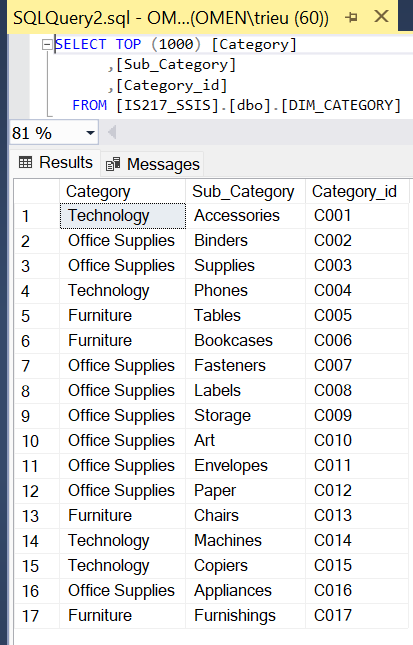 SQLQuery2.sql - OM...(OMEN\trieu (60))
SELECT TOP (1000) [Category]
,[Sub_Category]
,[Category_id]
FROM [IS217_SSIS].[dbo].[DIM_CATEGORY]
81 %
Results Messages
Category Sub_Category Category_id
1 Technology Accessories C001
2 Office Supplies Binders C002
3 Office Supplies Supplies C003
4 Technology Phones C004
5 Furniture Tables C005
6 Furniture Bookcases C006
7 Office Supplies Fasteners C007
8 Office Supplies Labels C008
9 Office Supplies Storage C009
10 Office Supplies Art C010
11 Office Supplies Envelopes C011
12 Office Supplies Paper C012
13 Furniture Chairs C013
14 Technology Machines C014
15 Technology Copiers C015
16 Office Supplies Appliances C016
17 Furniture Furnishings C017